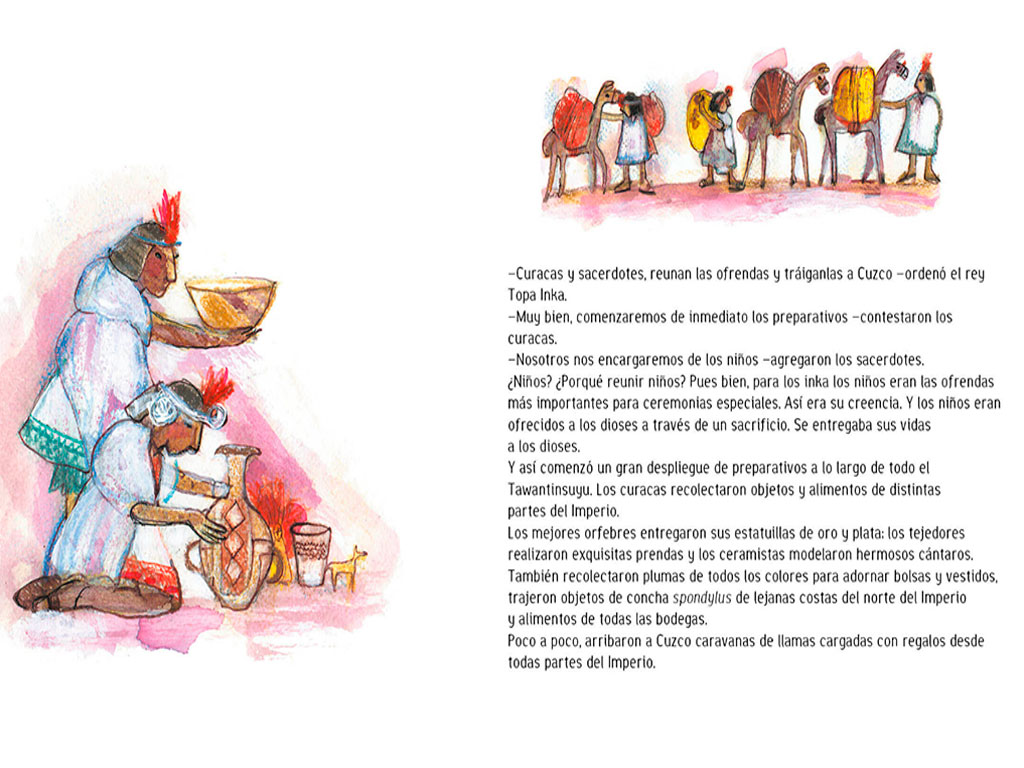 –Curacas y sacerdotes, reunan las ofrendas y tráiganlas a Cuzco –ordenó el rey
Topa Inka.
–Muy bien, comenzaremos de inmediato los preparativos –contestaron los
curacas.
–Nosotros nos encargaremos de los niños –agregaron los sacerdotes.
¿Niños? ¿Porqué reunir niños? Pues bien, para los inka los niños eran las ofrendas
más importantes para ceremonias especiales. Así era su creencia. Y los niños eran
ofrecidos a los dioses a través de un sacrificio. Se entregaba sus vidas
a los dioses.
Y así comenzó un gran despliegue de preparativos a lo largo de todo el
Tawantinsuyu. Los curacas recolectaron objetos y alimentos de distintas
partes del Imperio.
Los mejores orfebres entregaron sus estatuillas de oro y plata; los tejedores
realizaron exquisitas prendas y los ceramistas modelaron hermosos cántaros.
También recolectaron plumas de todos los colores para adornar bolsas y vestidos,
trajeron objetos de concha spondylus de lejanas costas del norte del Imperio
y alimentos de todas las bodegas.
Poco a poco, arribaron a Cuzco caravanas de llamas cargadas con regalos desde
todas partes del Imperio.